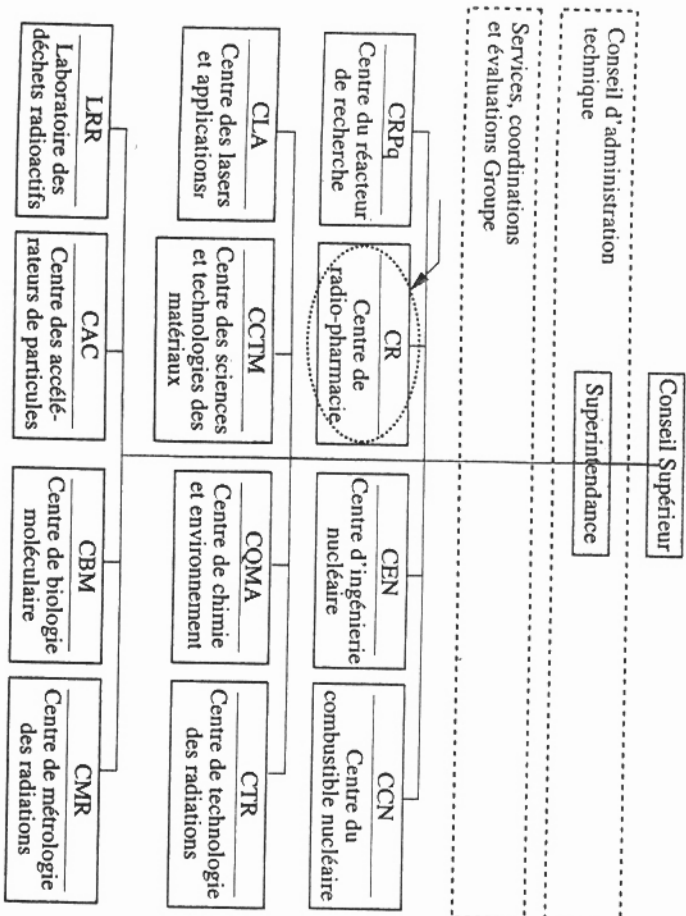 Conseil Supérieur
Conseil d'administration
technique
Superintendance
Services, coordinations
et évaluations Groupe
CRPq
Centre du réacteur
de recherche
CR
Centre de
radio-pharmacie
CEN
Centre d'ingénierie
nucléaire
CCN
Centre du
combustible nucléaire
CLA
Centre des lasers
et applicationsr
CCTM
Centre des sciences
et technologies des
matériaux
CQMA
Centre de chimie
et environnement
CTR
Centre de technologie
des radiations
LRR
Laboratoire des
déchets radioactifs
CAC
Centre des accélé-
rateurs de particules
CBM
Centre de biologie
moléculaire
CMR
Centre de métrologie
des radiations